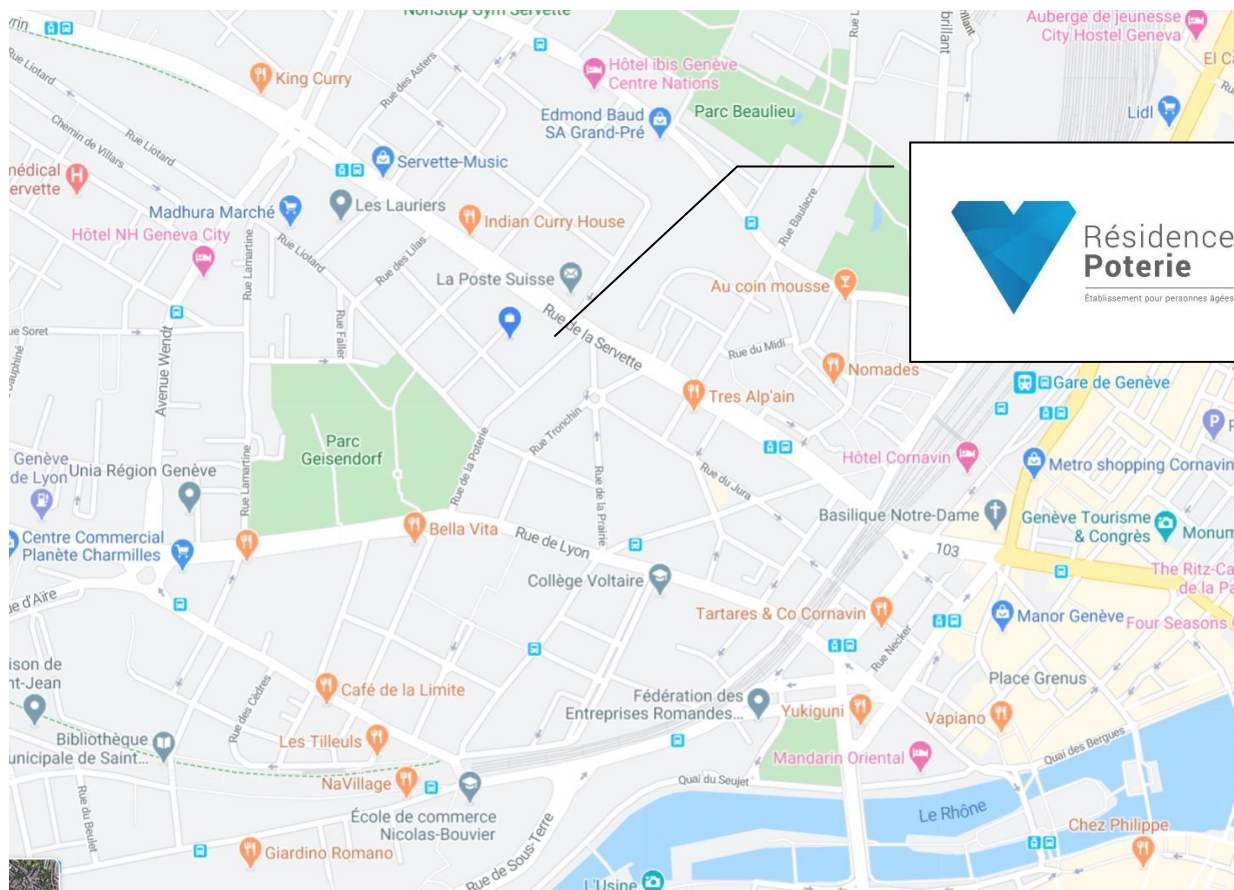 NonStop Gym Servette
Auberge de jeunesse
City Hostel Geneva
Rue Liotard
King Curry
Rue des Asters
Hôtel ibis Genève
Centre Nations
Parc Beaulieu
Edmond Baud
SA Grand-Pré
Lidl
Chemin de Villars
Rue Liotard
Servette-Music
Madhura Marché
Les Lauriers
Indian Curry House
Rue Baulacre
Hôtel NH Geneva City
Rue Lamartine
Rue Liotard
Rue des Lilas
La Poste Suisse
Au coin mousse
Résidence
Poterie
Établissement pour personnes âgées
Rue de la Servette
Rue Faller
Avenue Wendt
Rue du Midi
Nomades
Tres Alp'ain
Gare de Genève
Parc
Geisendorf
Rue Tronchin
Rue de la Poterie
Rue de la Prairie
Rue du Jura
Hôtel Cornavin
Metro shopping Cornavin
Genève
de Lyon
Unia Région Genève
Rue Lamartine
Basilique Notre-Dame
Genève Tourisme
& Congrès
Centre Commercial
Planète Charmilles
Bella Vita
Rue de Lyon
103
Collège Voltaire
The Ritz-Ca
de la Pa
Tartares & Co Cornavin
Manor Genève
Four Seasons
Rue Necker
Place Grenus
Café de la Limite
Rue des Cèdres
Fédération des
Entreprises Romandes...
Yukiguni
Vapiano
Les Tilleuls
Bibliothèque
unicipale de Saint...
Mandarin Oriental
Quai des Bergues
NaVillage
Quai du Seujet
Rue du Beulet
École de commerce
Nicolas-Bouvier
Le Rhône
Chez Philippe
Giardino Romano
Rue de Sous-Terre
L'Usine